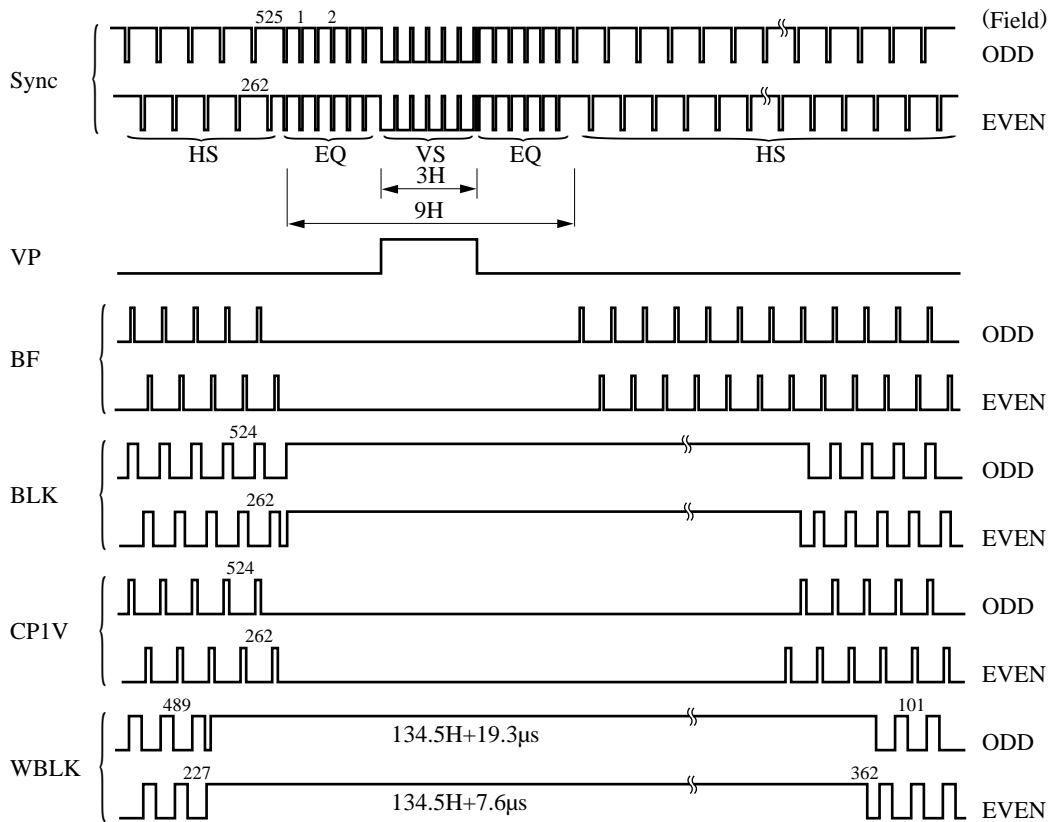 525 1 2 (Field)
ODD
Sync
262
EVEN
HS EQ VS EQ HS
3H
9H
VP
ODD
BF
EVEN
524
ODD
BLK
262
EVEN
524
ODD
CP1V
262
EVEN
489 101
134.5H+19.3μs ODD
WBLK
227 362
134.5H+7.6μs EVEN